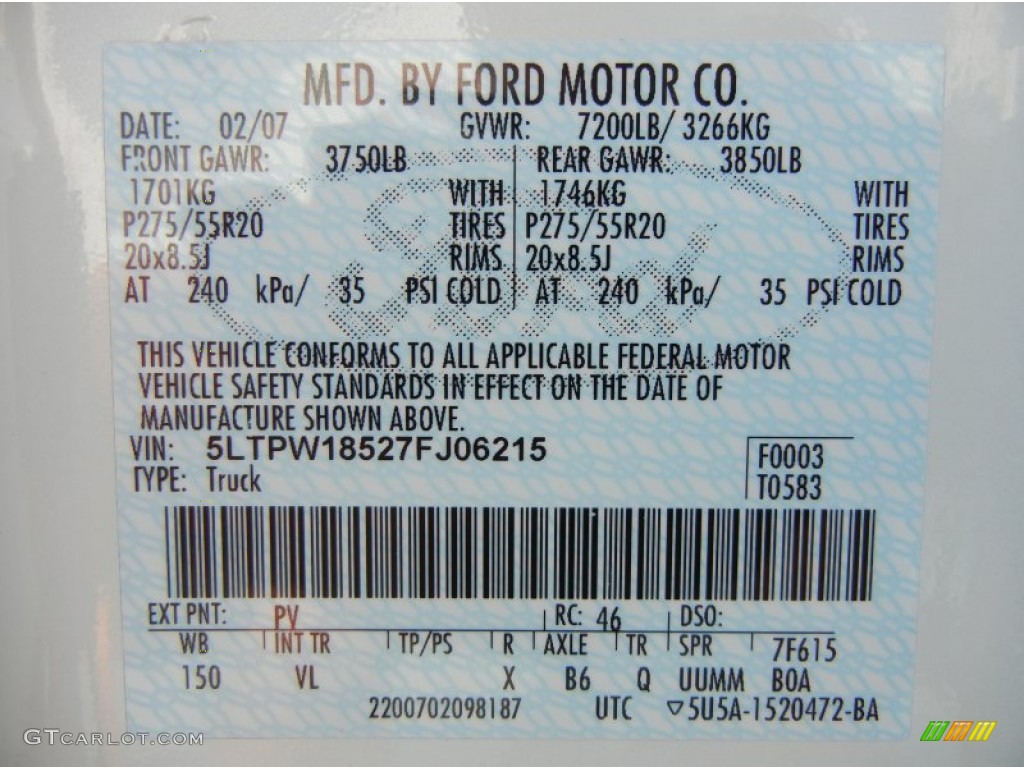 MFD. BY FORD MOTOR CO.
DATE: 02/07 GVWR: 7200LB/ 3266KG
FRONT GAWR: 3750LB REAR GAWR: 3850LB
1701KG WITH 1746KG WITH
P275/55R20 TIRES P275/55R20 TIRES
20x8.5J RIMS 20x8.5J RIMS
AT 240 kPa/ 35 PSI COLD AT 240 kPa/ 35 PSI COLD
THIS VEHICLE CONFORMS TO ALL APPLICABLE FEDERAL MOTOR
VEHICLE SAFETY STANDARDS IN EFFECT ON THE DATE OF
MANUFACTURE SHOWN ABOVE.
VIN: 5LTPW18527FJ06215 F0003
TYPE: Truck T0583
EXT PNT: PV RC: 46 DSO:
WB INT TR TP/PS R AXLE TR SPR 7F615
150 VL X B6 Q UUMM BOA
2200702098187 UTC ▽5U5A-1520472-BA
GTCARLOT.COM